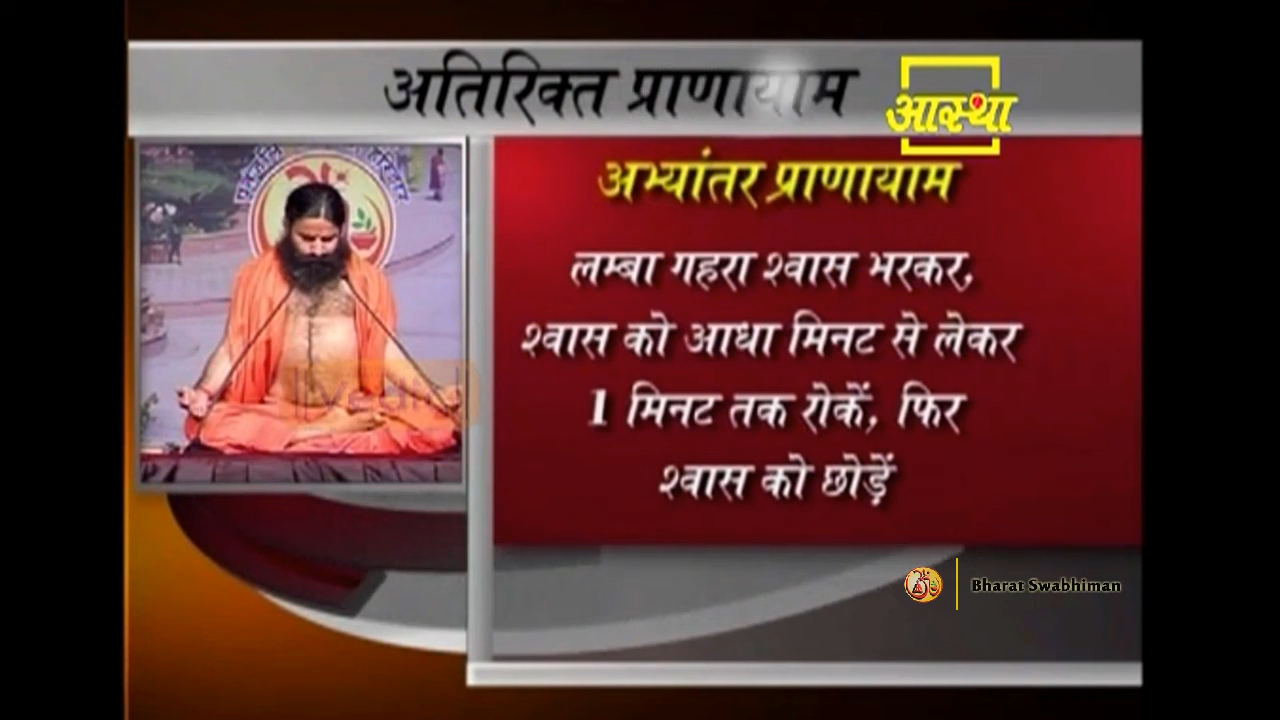 अतिरिक्त प्राणायाम
आस्था
अभ्यांतर प्राणायाम
लम्बा गहरा श्वास भरकर,
श्वास को आधा मिनट से लेकर
1 मिनट तक रोकें, फिर
श्वास को छोड़ें
Bharat Swabhiman